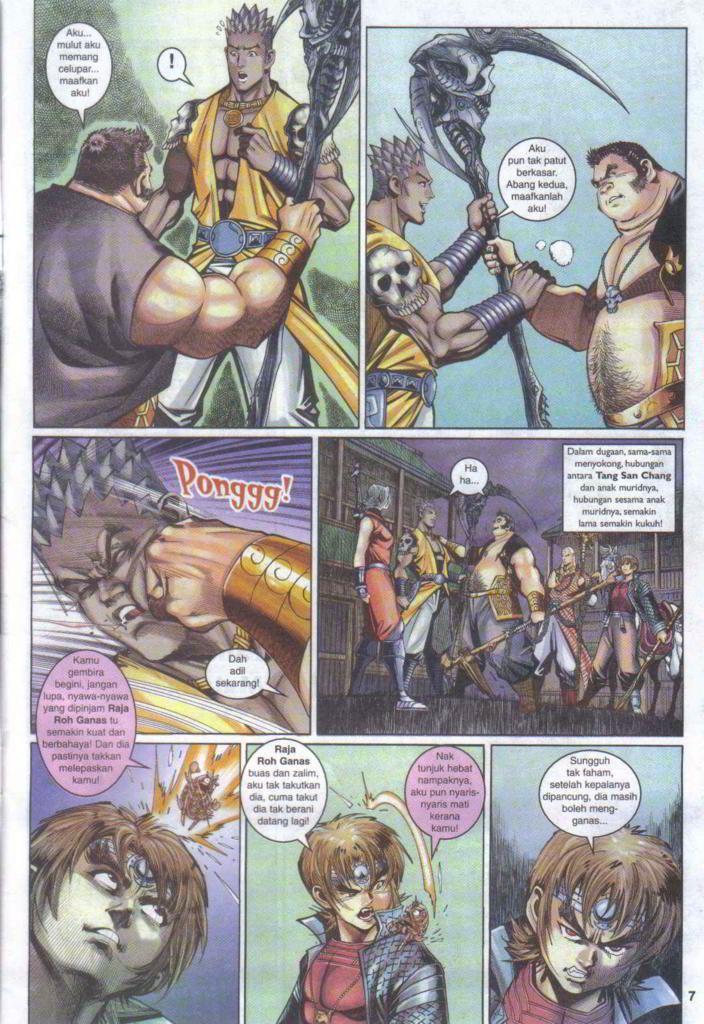 Aku...
mulut aku
memang
celupar...
maafkan
aku!
!
Aku
pun tak patut
berkasar.
Abang kedua,
maafkanlah
aku!
Ponggg!
Dah
adil
sekarang!
Ha
ha...
Dalam dugaan, sama-sama
menyokong, hubungan
antara Tang San Chang
dan anak muridnya,
hubungan sesama anak
muridnya, semakin
lama semakin kukuh!
Kamu
gembira
begini, jangan
lupa, nyawa-nyawa
yang dipinjam Raja
Roh Ganas tu
semakin kuat dan
berbahaya! Dan dia
pastinya takkan
melepaskan
kamu!
Raja
Roh Ganas
buas dan zalim,
aku tak takutkan
dia, cuma takut
dia tak berani
datang lagi!
Nak
tunjuk hebat
nampaknya,
aku pun nyaris-
nyaris mati
kerana
kamu!
Sungguh
tak faham,
setelah kepalanya
dipancung, dia masih
boleh meng-
ganas...
7